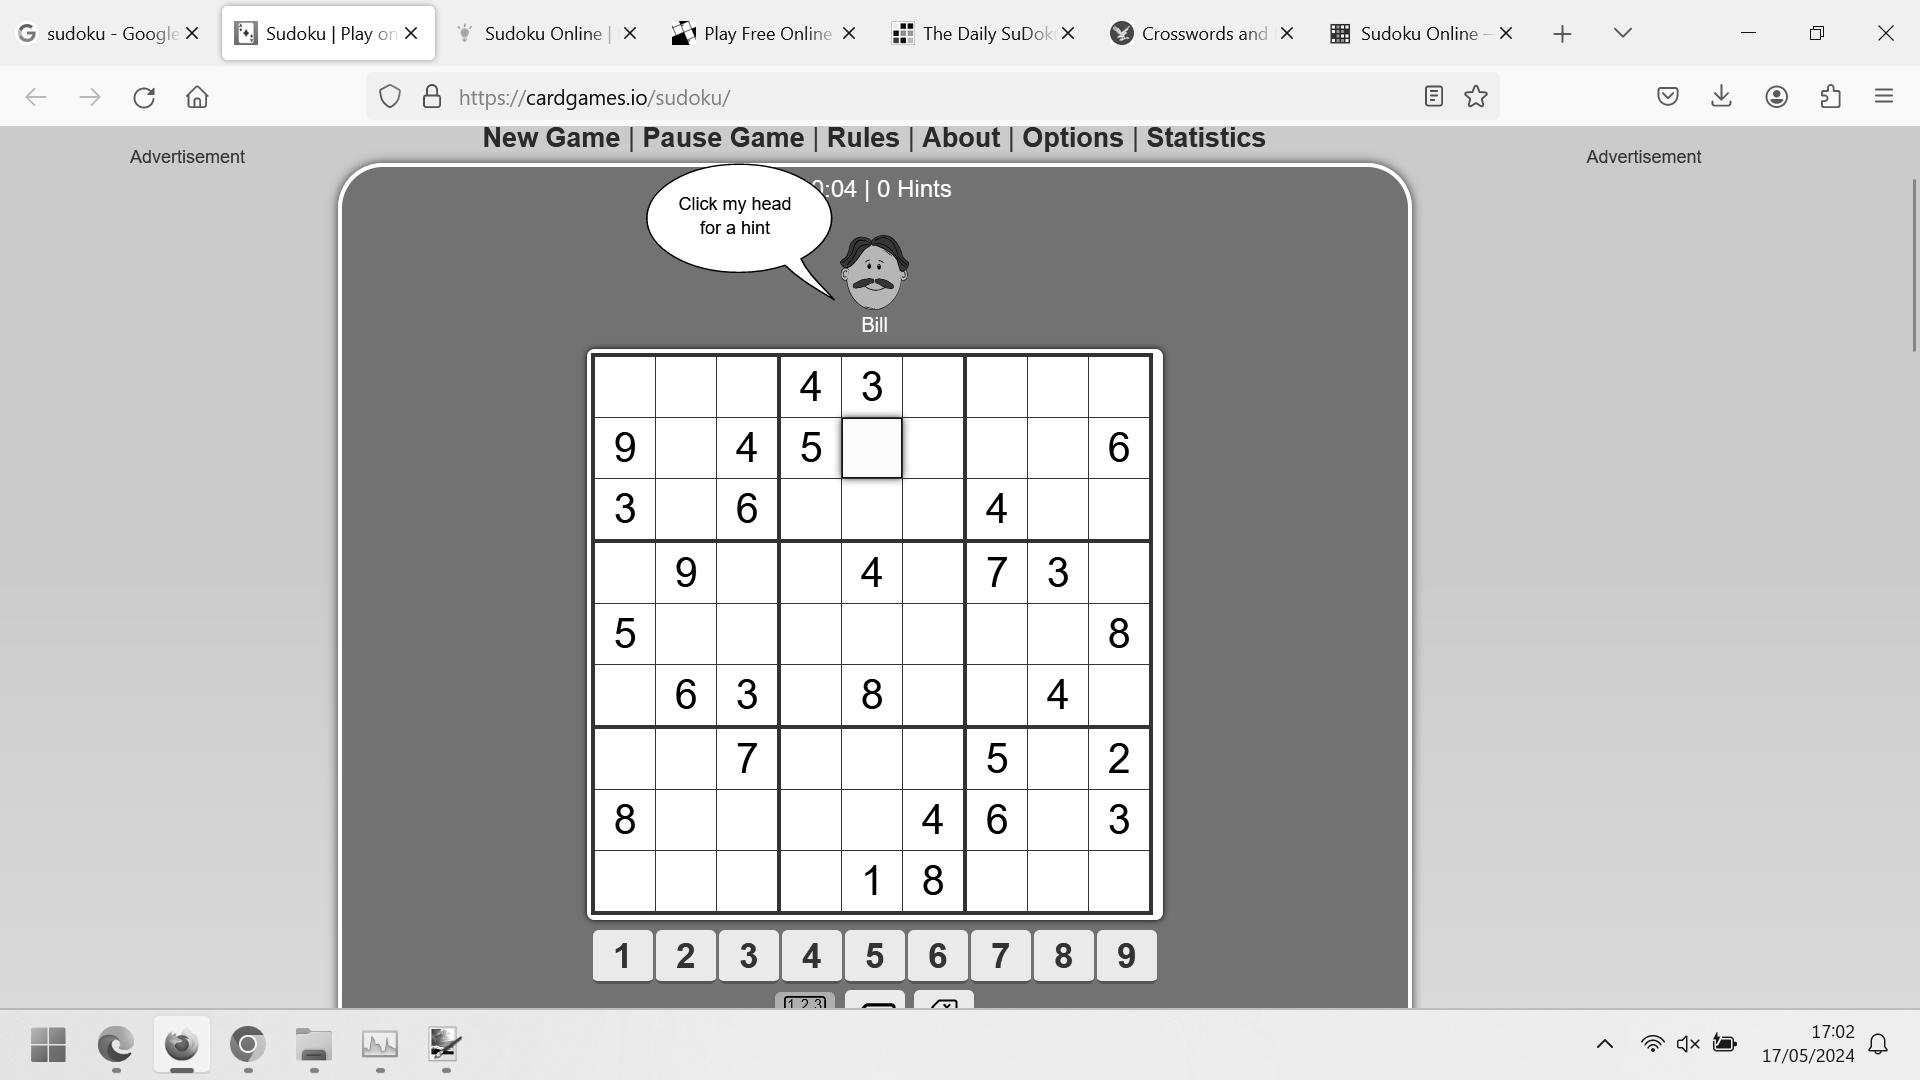 sudoku - Google
Sudoku | Play on
Sudoku Online |
Play Free Online
The Daily SuDok
Crosswords and
Sudoku Online –
https://cardgames.io/sudoku/
New Game | Pause Game | Rules | About | Options | Statistics
Advertisement
Advertisement
0:04 | 0 Hints
Click my head
for a hint
Bill
4 3
9 4 5 6
3 6 4
9 4 7 3
5 8
6 3 8 4
7 5 2
8 4 6 3
1 8
1 2 3 4 5 6 7 8 9
1 2 3
17:02
17/05/2024